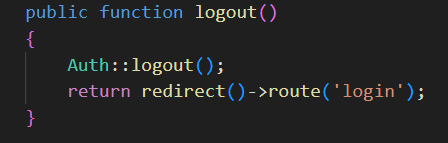 public function logout()
{
    Auth::logout();
    return redirect()->route('login');
}